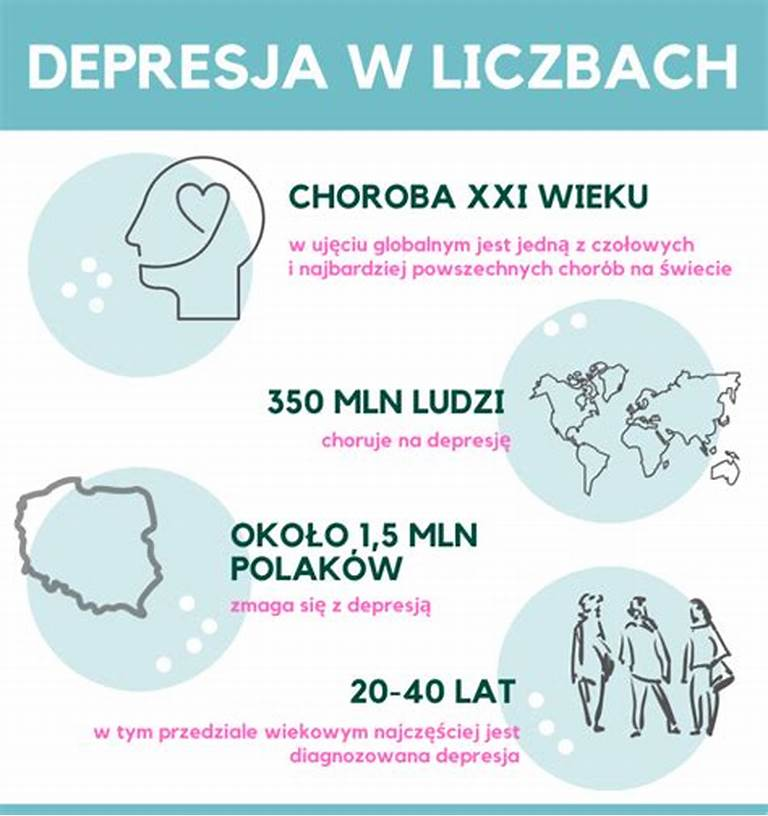 DEPRESJA W LICZBACH
CHOROBA XXI WIEKU
w ujęciu globalnym jest jedną z czołowych
i najbardziej powszechnych chorób na świecie
350 MLN LUDZI
choruje na depresję
OKOŁO 1,5 MLN
POLAKÓW
zmaga się z depresją
20-40 LAT
w tym przedziale wiekowym najczęściej jest
diagnozowana depresja